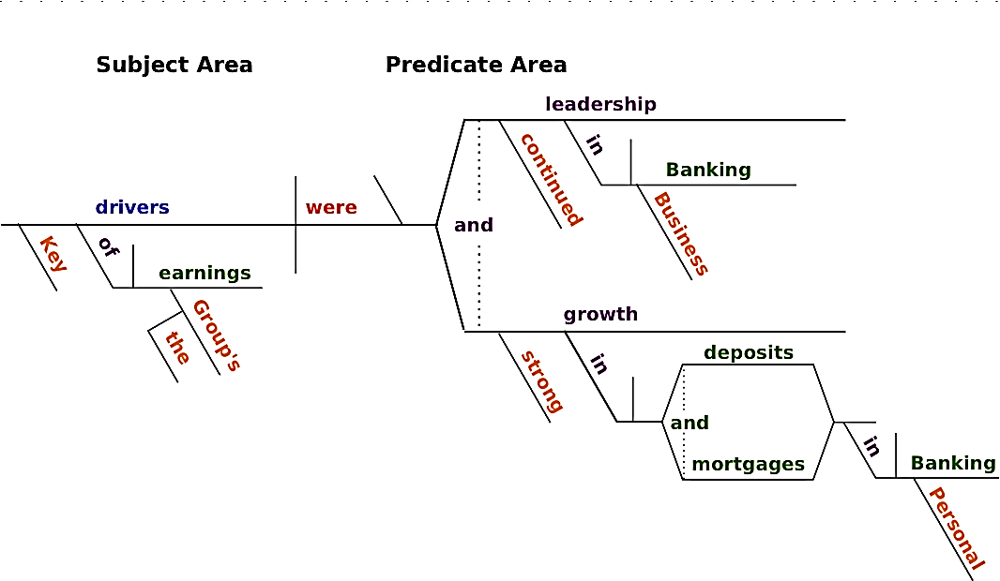 Subject Area
Predicate Area
leadership
continued
in
Banking
Business
drivers
were
and
Key
of
earnings
Group's
the
growth
strong
in
deposits
and
mortgages
in
Banking
Personal